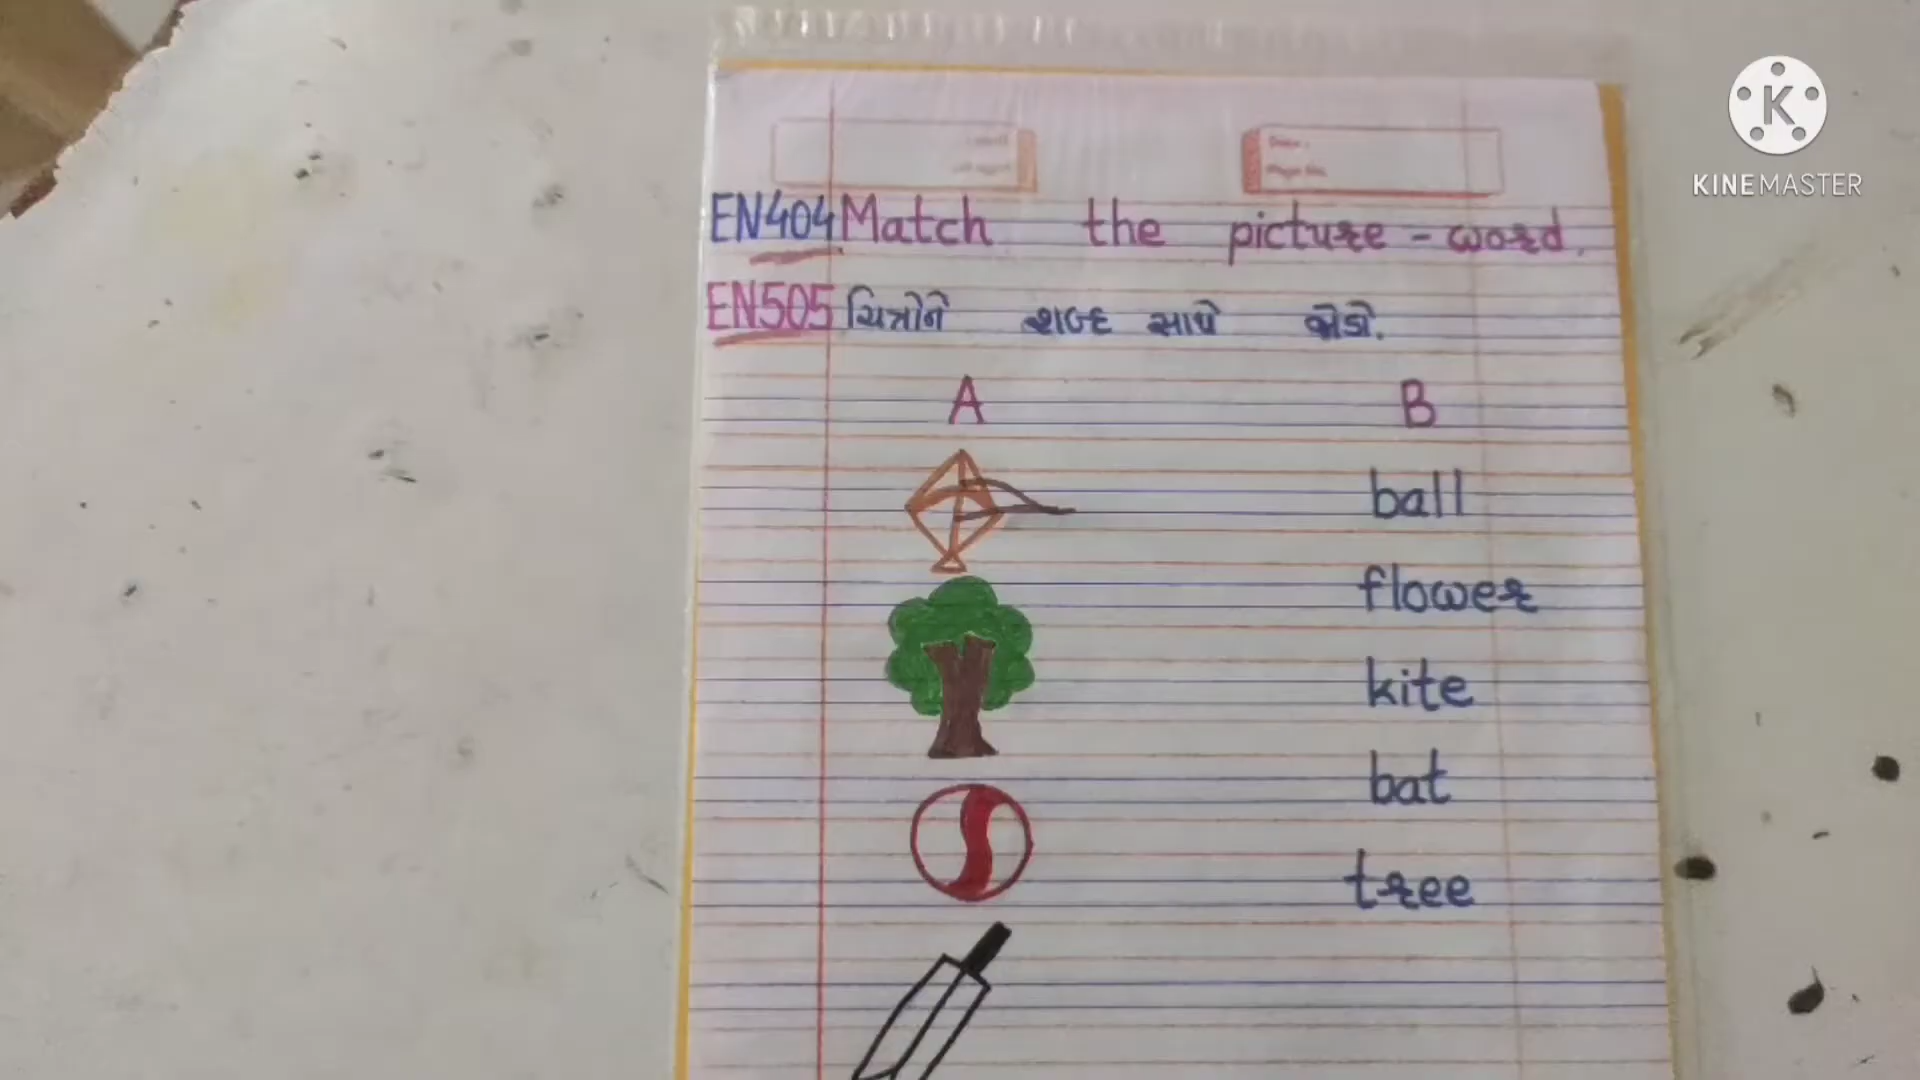 KINEMASTER
EN404 Match the picture - word.
EN505 ચિત્રોને શબ્દ સાથે જોડો.
A B
ball
flower
kite
bat
tree